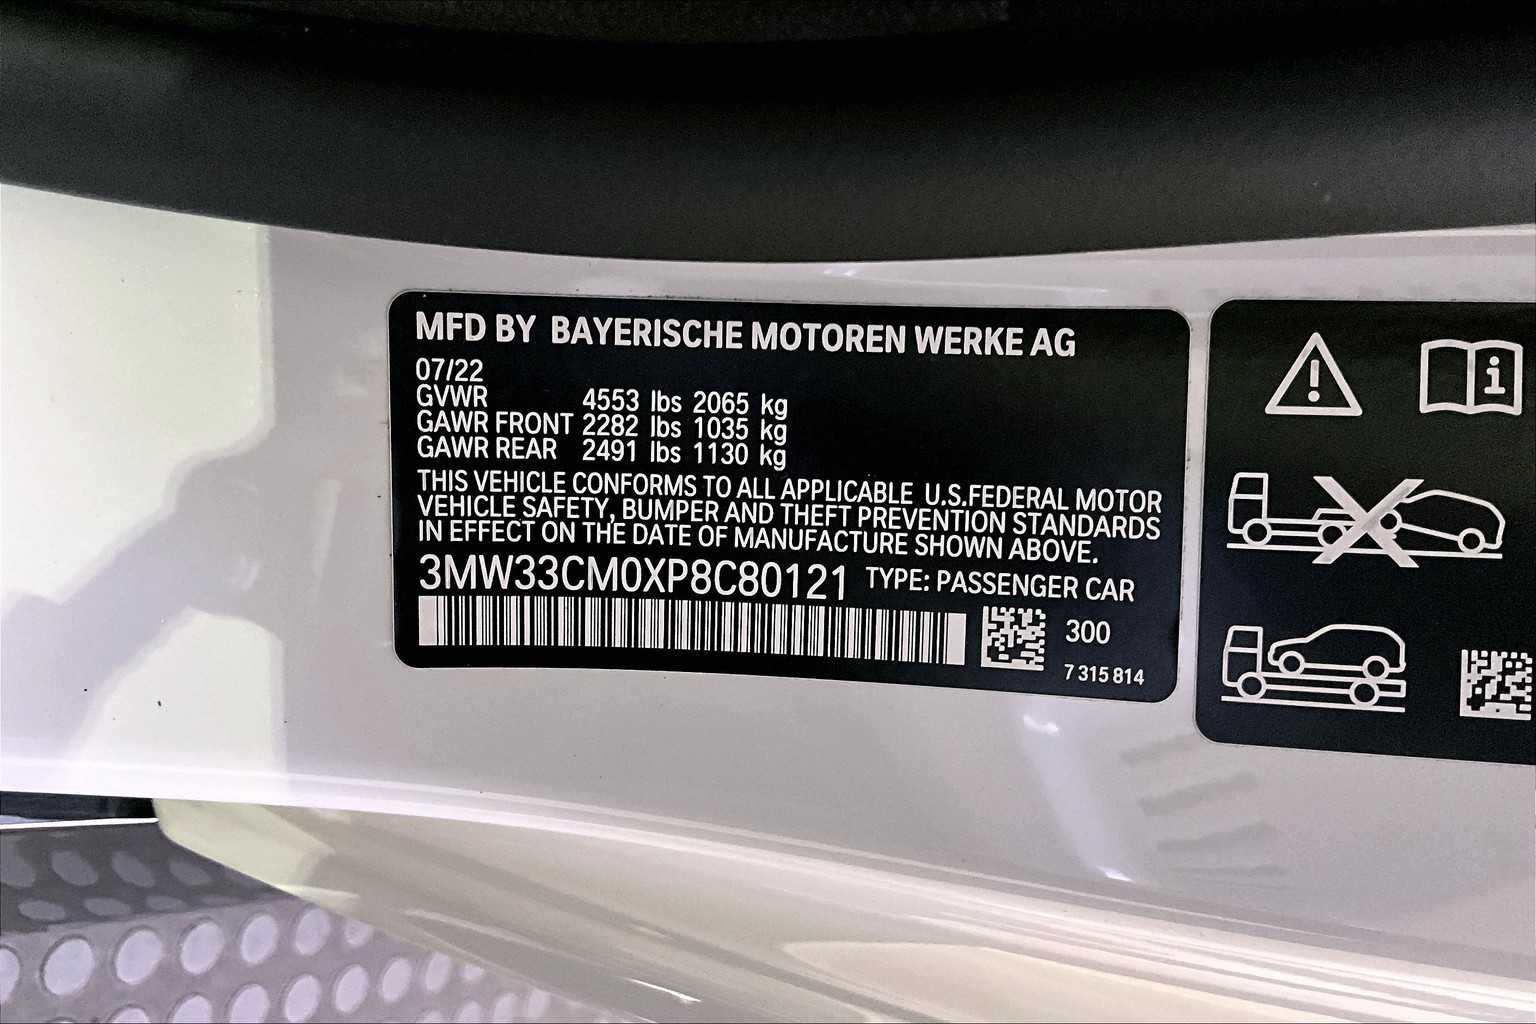 MFD BY BAYERISCHE MOTOREN WERKE AG
07/22
GVWR 4553 lbs 2065 kg
GAWR FRONT 2282 lbs 1035 kg
GAWR REAR 2491 lbs 1130 kg
THIS VEHICLE CONFORMS TO ALL APPLICABLE U.S.FEDERAL MOTOR
VEHICLE SAFETY, BUMPER AND THEFT PREVENTION STANDARDS
IN EFFECT ON THE DATE OF MANUFACTURE SHOWN ABOVE.
3MW33CM0XP8C80121 TYPE: PASSENGER CAR
300
7 315 814